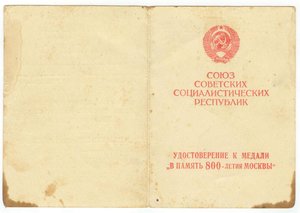 СОЮЗ
СОВЕТСКИХ
СОЦИАЛИСТИЧЕСКИХ
РЕСПУБЛИК
УДОСТОВЕРЕНИЕ К МЕДАЛИ
„В ПАМЯТЬ 800-ЛЕТИЯ МОСКВЫ“